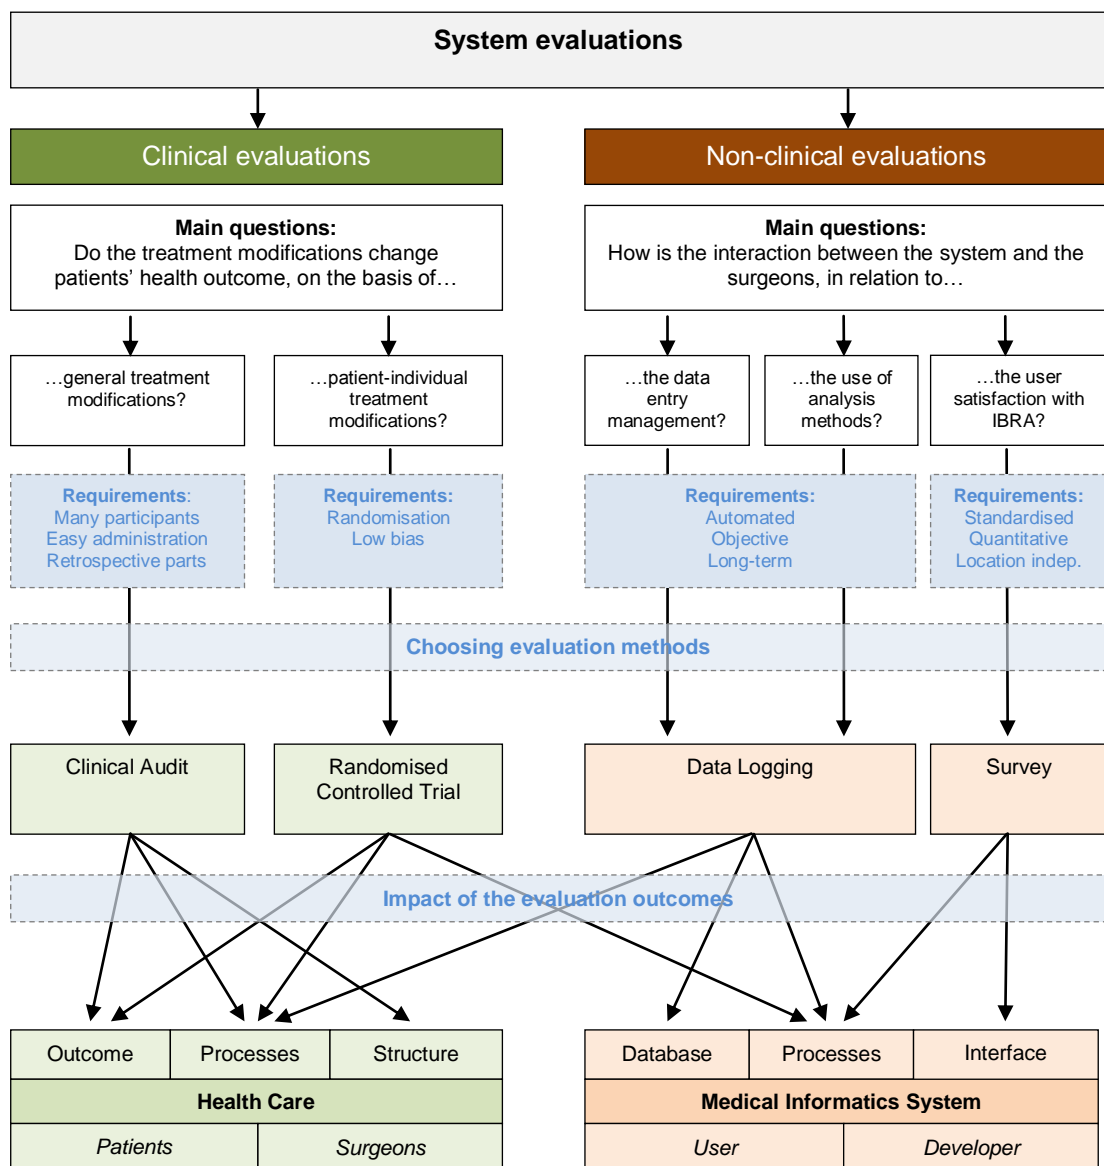 System evaluations
Clinical evaluations
Non-clinical evaluations
Main questions:
Do the treatment modifications change
patients’ health outcome, on the basis of…
Main questions:
How is the interaction between the system and the
surgeons, in relation to…
…general treatment
modifications?
…patient-individual
treatment
modifications?
…the data
entry
management?
…the use of
analysis
methods?
…the user
satisfaction with
IBRA?
Requirements:
Many participants
Easy administration
Retrospective parts
Requirements:
Randomisation
Low bias
Requirements:
Automated
Objective
Long-term
Requirements:
Standardised
Quantitative
Location indep.
Choosing evaluation methods
Clinical Audit
Randomised
Controlled Trial
Data Logging
Survey
Impact of the evaluation outcomes
Outcome
Processes
Structure
Database
Processes
Interface
Health Care
Medical Informatics System
Patients
Surgeons
User
Developer